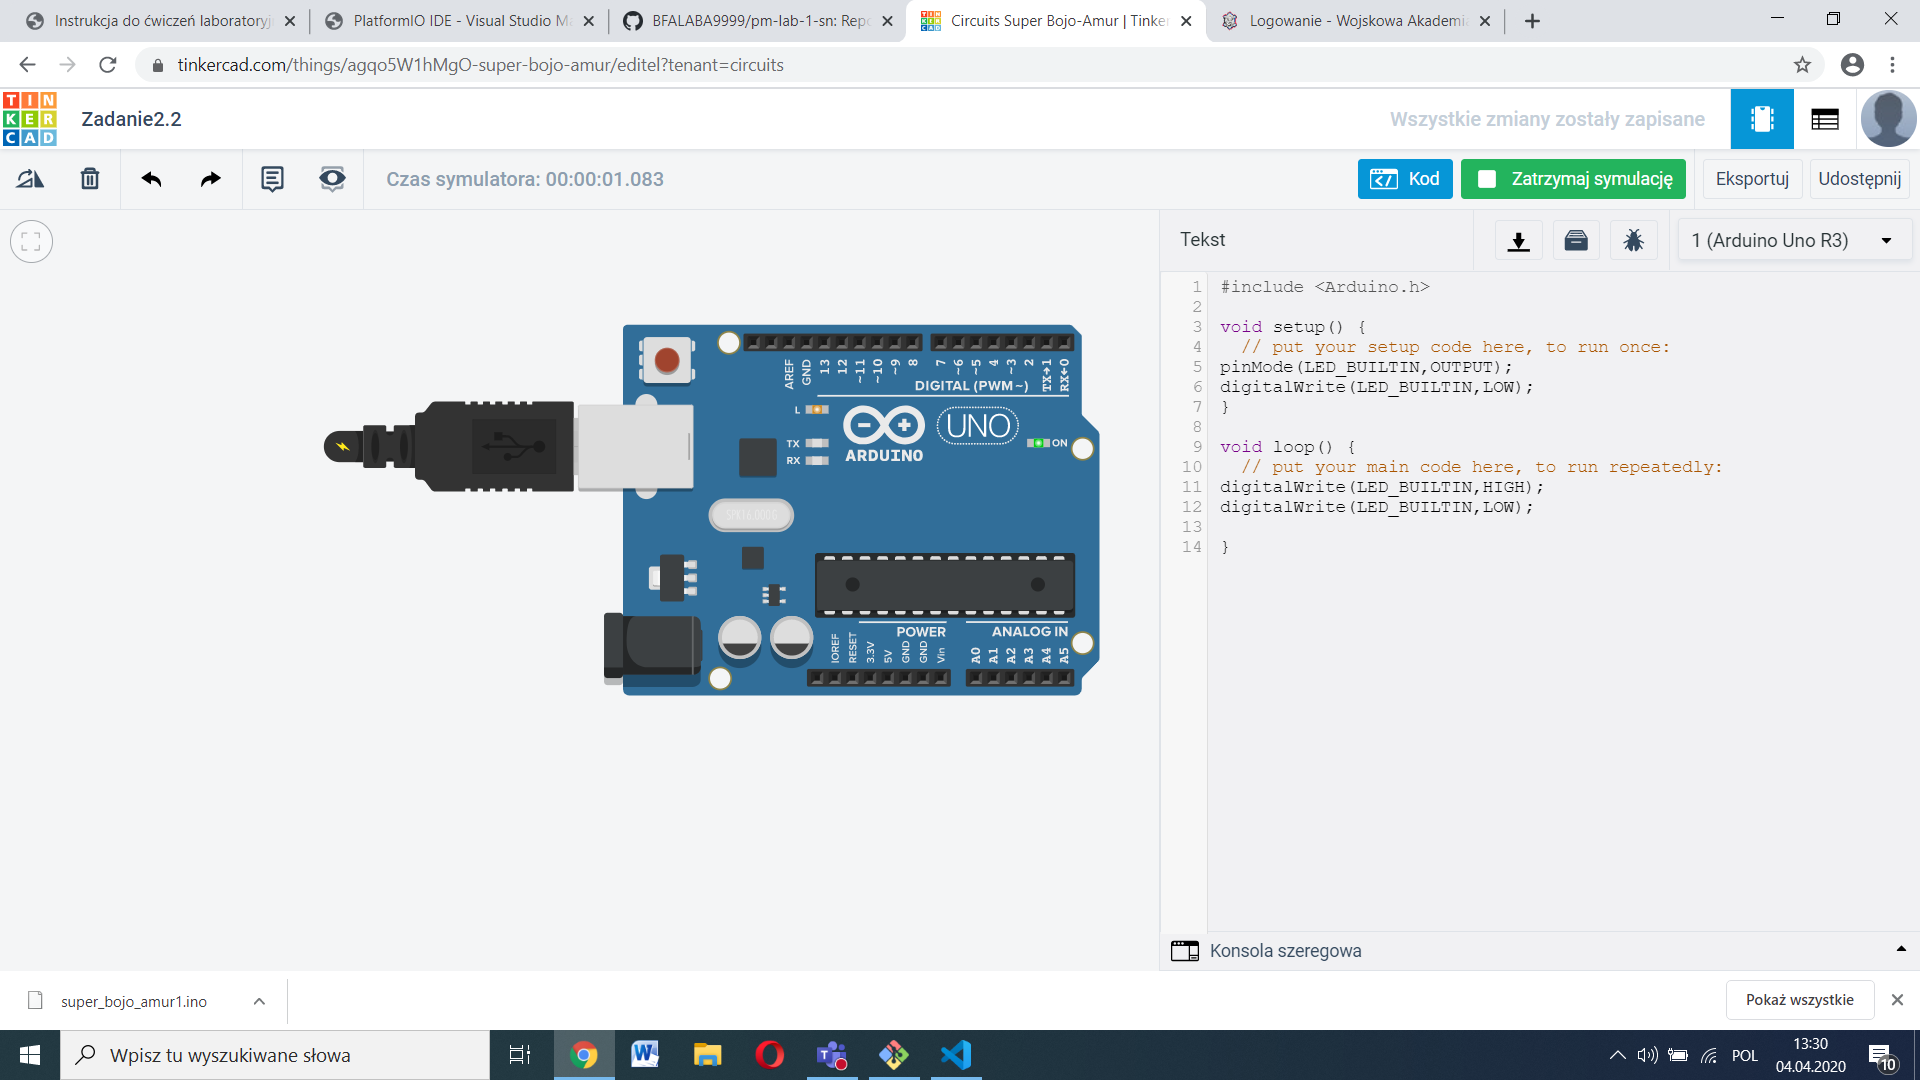 Instrukcja do ćwiczeń laboratoryj
PlatformIO IDE - Visual Studio Ma
BFALABA9999/pm-lab-1-sn: Repo
Circuits Super Bojo-Amur | Tinker
Logowanie - Wojskowa Akademi
tinkercad.com/things/agqo5W1hMgO-super-bojo-amur/editel?tenant=circuits
TIN
KER
CAD
Zadanie2.2
Wszystkie zmiany zostały zapisane
Czas symulatora: 00:00:01.083
Kod
Zatrzymaj symulację
Eksportuj
Udostępnij
Tekst
1 (Arduino Uno R3)
1 #include <Arduino.h>
2
3 void setup() {
4 // put your setup code here, to run once:
5 pinMode(LED_BUILTIN,OUTPUT);
6 digitalWrite(LED_BUILTIN,LOW);
7 }
8
9 void loop() {
10 // put your main code here, to run repeatedly:
11 digitalWrite(LED_BUILTIN,HIGH);
12 digitalWrite(LED_BUILTIN,LOW);
13
14 }
AREF GND 13 12 ~11 ~10 ~9 8 7 ~6 ~5 4 ~3 2 TX→1 RX←0
DIGITAL (PWM~)
L
TX
RX
ARDUINO
UNO
ON
SPK16.000G
POWER
ANALOG IN
IOREF RESET 3.3V 5V GND GND Vin A0 A1 A2 A3 A4 A5
Konsola szeregowa
super_bojo_amur1.ino
Pokaż wszystkie
Wpisz tu wyszukiwane słowa
POL
13:30
04.04.2020
10